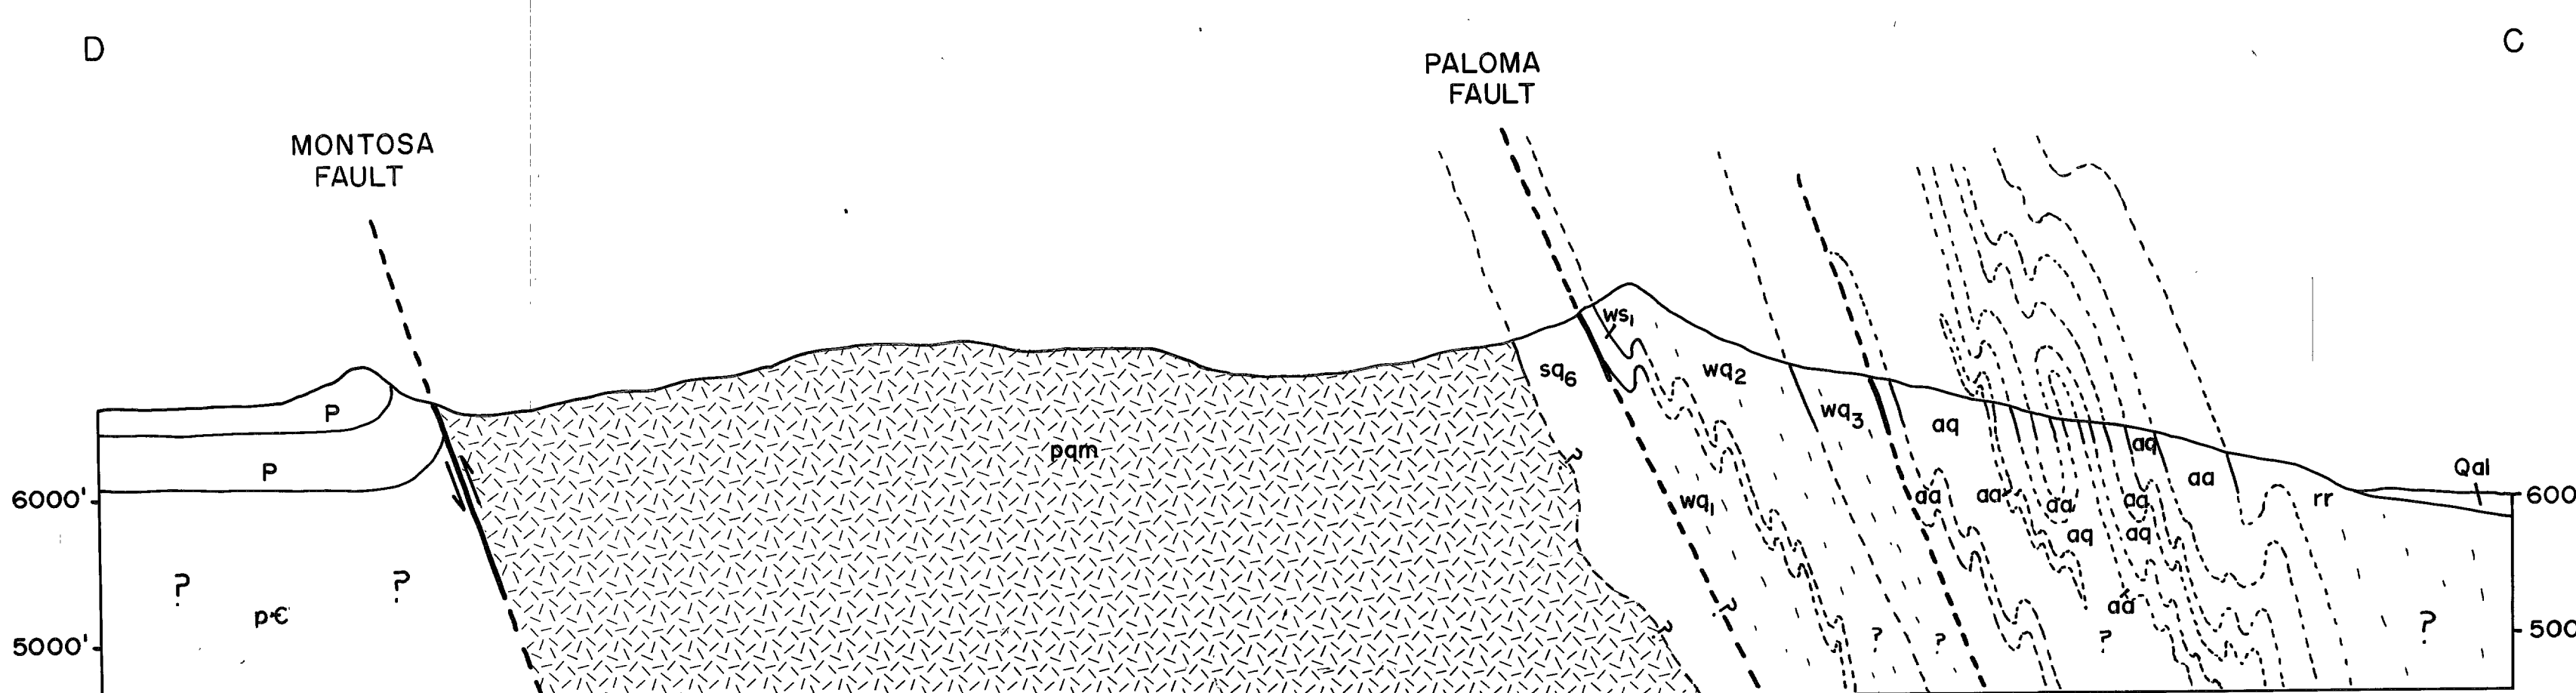 D
C
PALOMA
FAULT
MONTOSA
FAULT
ws₁
sq₆
wq₂
wq₃
P
aq
aq
pqm
P
aa
Qal
6000'
wq₁
aa
aa
aa
aa
rr
600
aq
aq
?
?
p€
aa
?
?
?
?
?
?
?
5000'
500